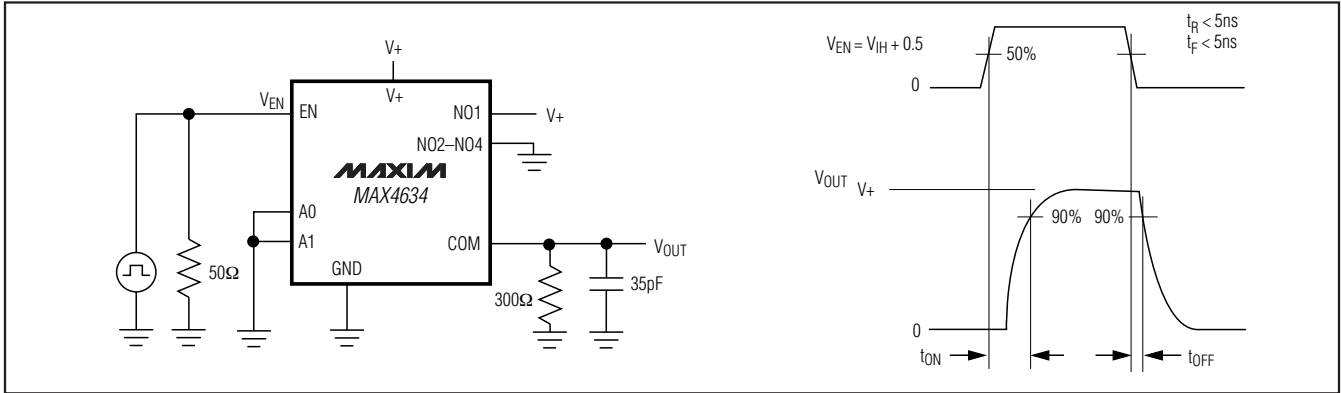 V+
V+
VEN
EN
NO1
V+
NO2–NO4
MAXIM
MAX4634
A0
A1
COM
VOUT
GND
50Ω
300Ω
35pF
tR < 5ns
tF < 5ns
VEN = VIH + 0.5
50%
0
VOUT
V+
90%
90%
0
tON
tOFF